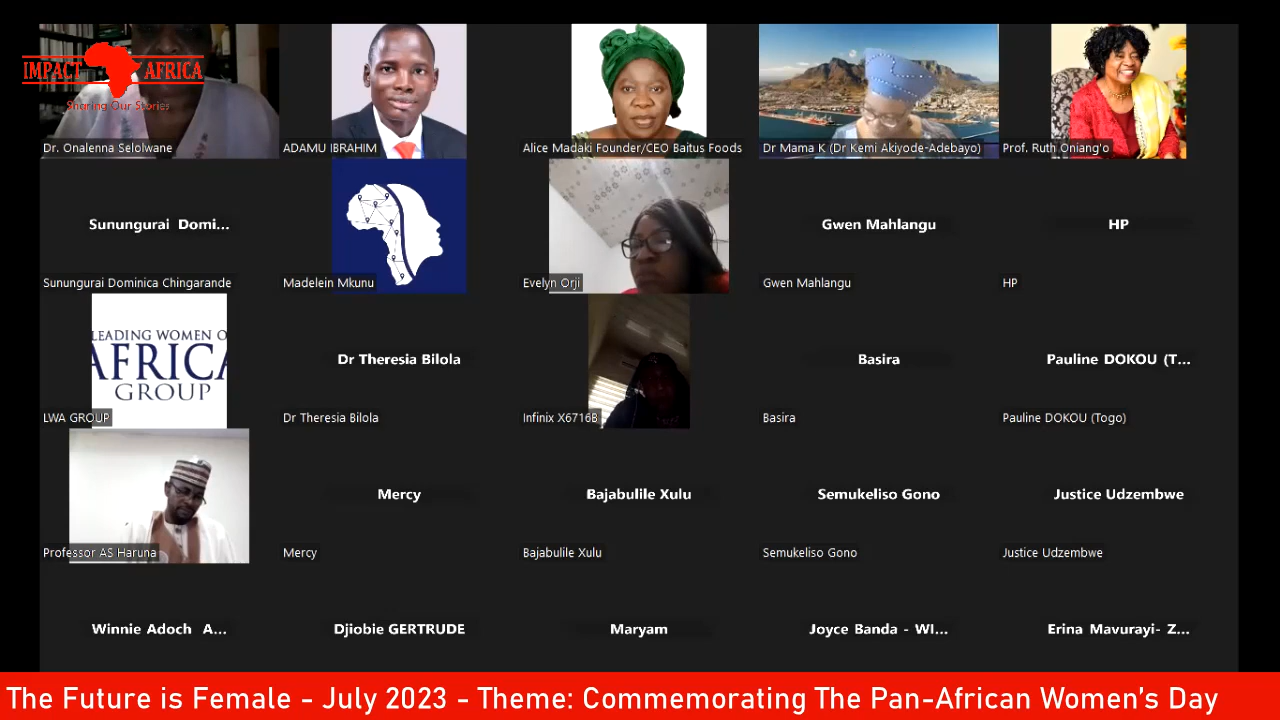 IMPACT AFRICA
Sharing Our Stories
Dr. Onalenna Selolwane
ADAMU IBRAHIM
Alice Madaki Founder/CEO Baitus Foods
Dr Mama K (Dr Kemi Akiyode-Adebayo)
Prof. Ruth Oniang'o
Sunungurai Domi...
Gwen Mahlangu
HP
Sunungurai Dominica Chingarande
Madelein Mkunu
Evelyn Orji
Gwen Mahlangu
HP
LEADING WOMEN O
AFRICA
GROUP
Dr Theresia Bilola
Basira
Pauline DOKOU (T...
LWA GROUP
Dr Theresia Bilola
Infinix X6716B
Basira
Pauline DOKOU (Togo)
Mercy
Bajabulile Xulu
Semukeliso Gono
Justice Udzembwe
Professor AS Haruna
Mercy
Bajabulile Xulu
Semukeliso Gono
Justice Udzembwe
Winnie Adoch A...
Djiobie GERTRUDE
Maryam
Joyce Banda - WI...
Erina Mavurayi- Z...
The Future is Female - July 2023 - Theme: Commemorating The Pan-African Women's Day